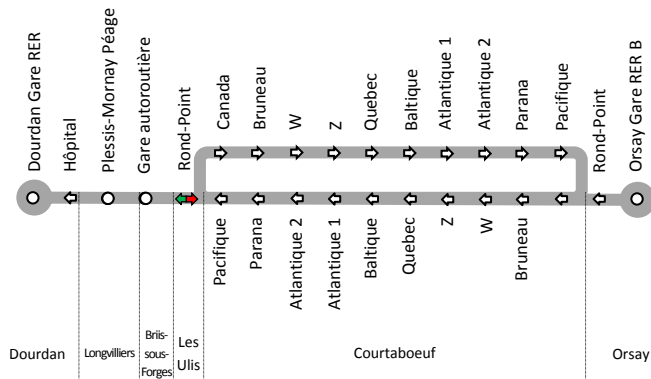 Dourdan Gare RER
Hôpital
Plessis-Mornay Péage
Gare autoroutière
Rond-Point
Canada
Bruneau
W
Z
Quebec
Baltique
Atlantique 1
Atlantique 2
Parana
Pacifique
Rond-Point
Orsay Gare RER B
Pacifique
Parana
Atlantique 2
Atlantique 1
Baltique
Quebec
Z
W
Bruneau
Dourdan
Longvilliers
Briis-
sous-
Forges
Les
Ulis
Courtaboeuf
Orsay